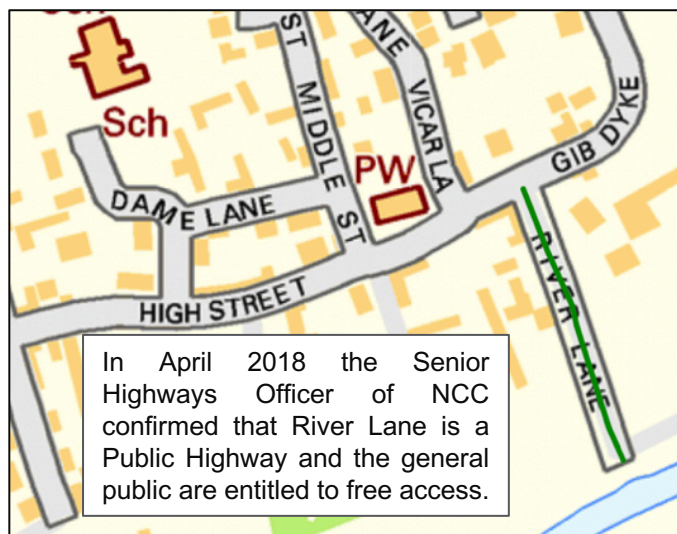 Sch
ST
MIDDLE ST
VICAR LA
PW
GIB DYKE
DAME LANE
RIVER LANE
HIGH STREET
In April 2018 the Senior
Highways Officer of NCC
confirmed that River Lane is a
Public Highway and the general
public are entitled to free access.